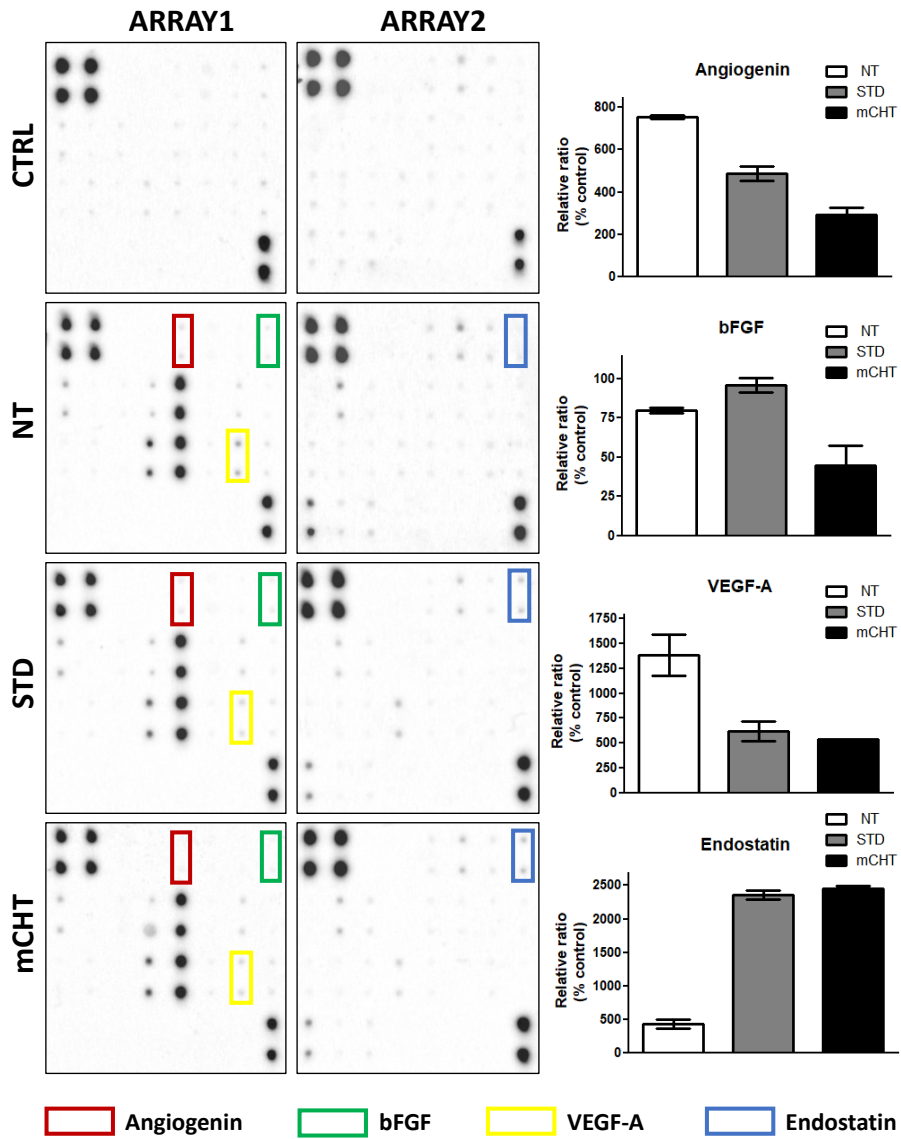 ARRAY1
ARRAY2
CTRL
NT
STD
mCHT
Angiogenin
NT
STD
mCHT
Relative ratio
(% control)
800
600
400
200
0
bFGF
NT
STD
mCHT
Relative ratio
(% control)
100
75
50
25
0
VEGF-A
NT
STD
mCHT
Relative ratio
(% control)
1750
1500
1250
1000
750
500
250
0
Endostatin
NT
STD
mCHT
Relative ratio
(% control)
2500
2000
1500
1000
500
0
Angiogenin
bFGF
VEGF-A
Endostatin